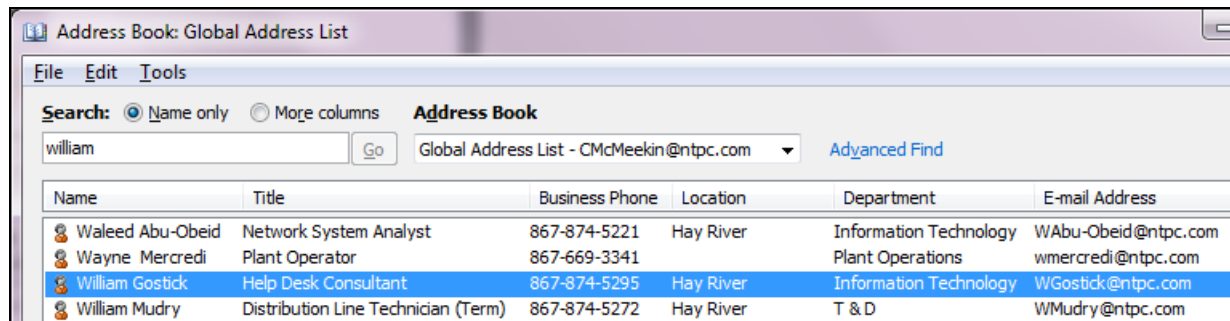 Address Book: Global Address List
File Edit Tools
Search: Name only More columns Address Book
william Go Global Address List - CMcMeekin@ntpc.com Advanced Find
Name Title Business Phone Location Department E-mail Address
Waleed Abu-Obeid Network System Analyst 867-874-5221 Hay River Information Technology WAbu-Obeid@ntpc.com
Wayne Mercredi Plant Operator 867-669-3341 Plant Operations wmercredi@ntpc.com
William Gostick Help Desk Consultant 867-874-5295 Hay River Information Technology WGostick@ntpc.com
William Mudry Distribution Line Technician (Term) 867-874-5272 Hay River T & D WMudry@ntpc.com